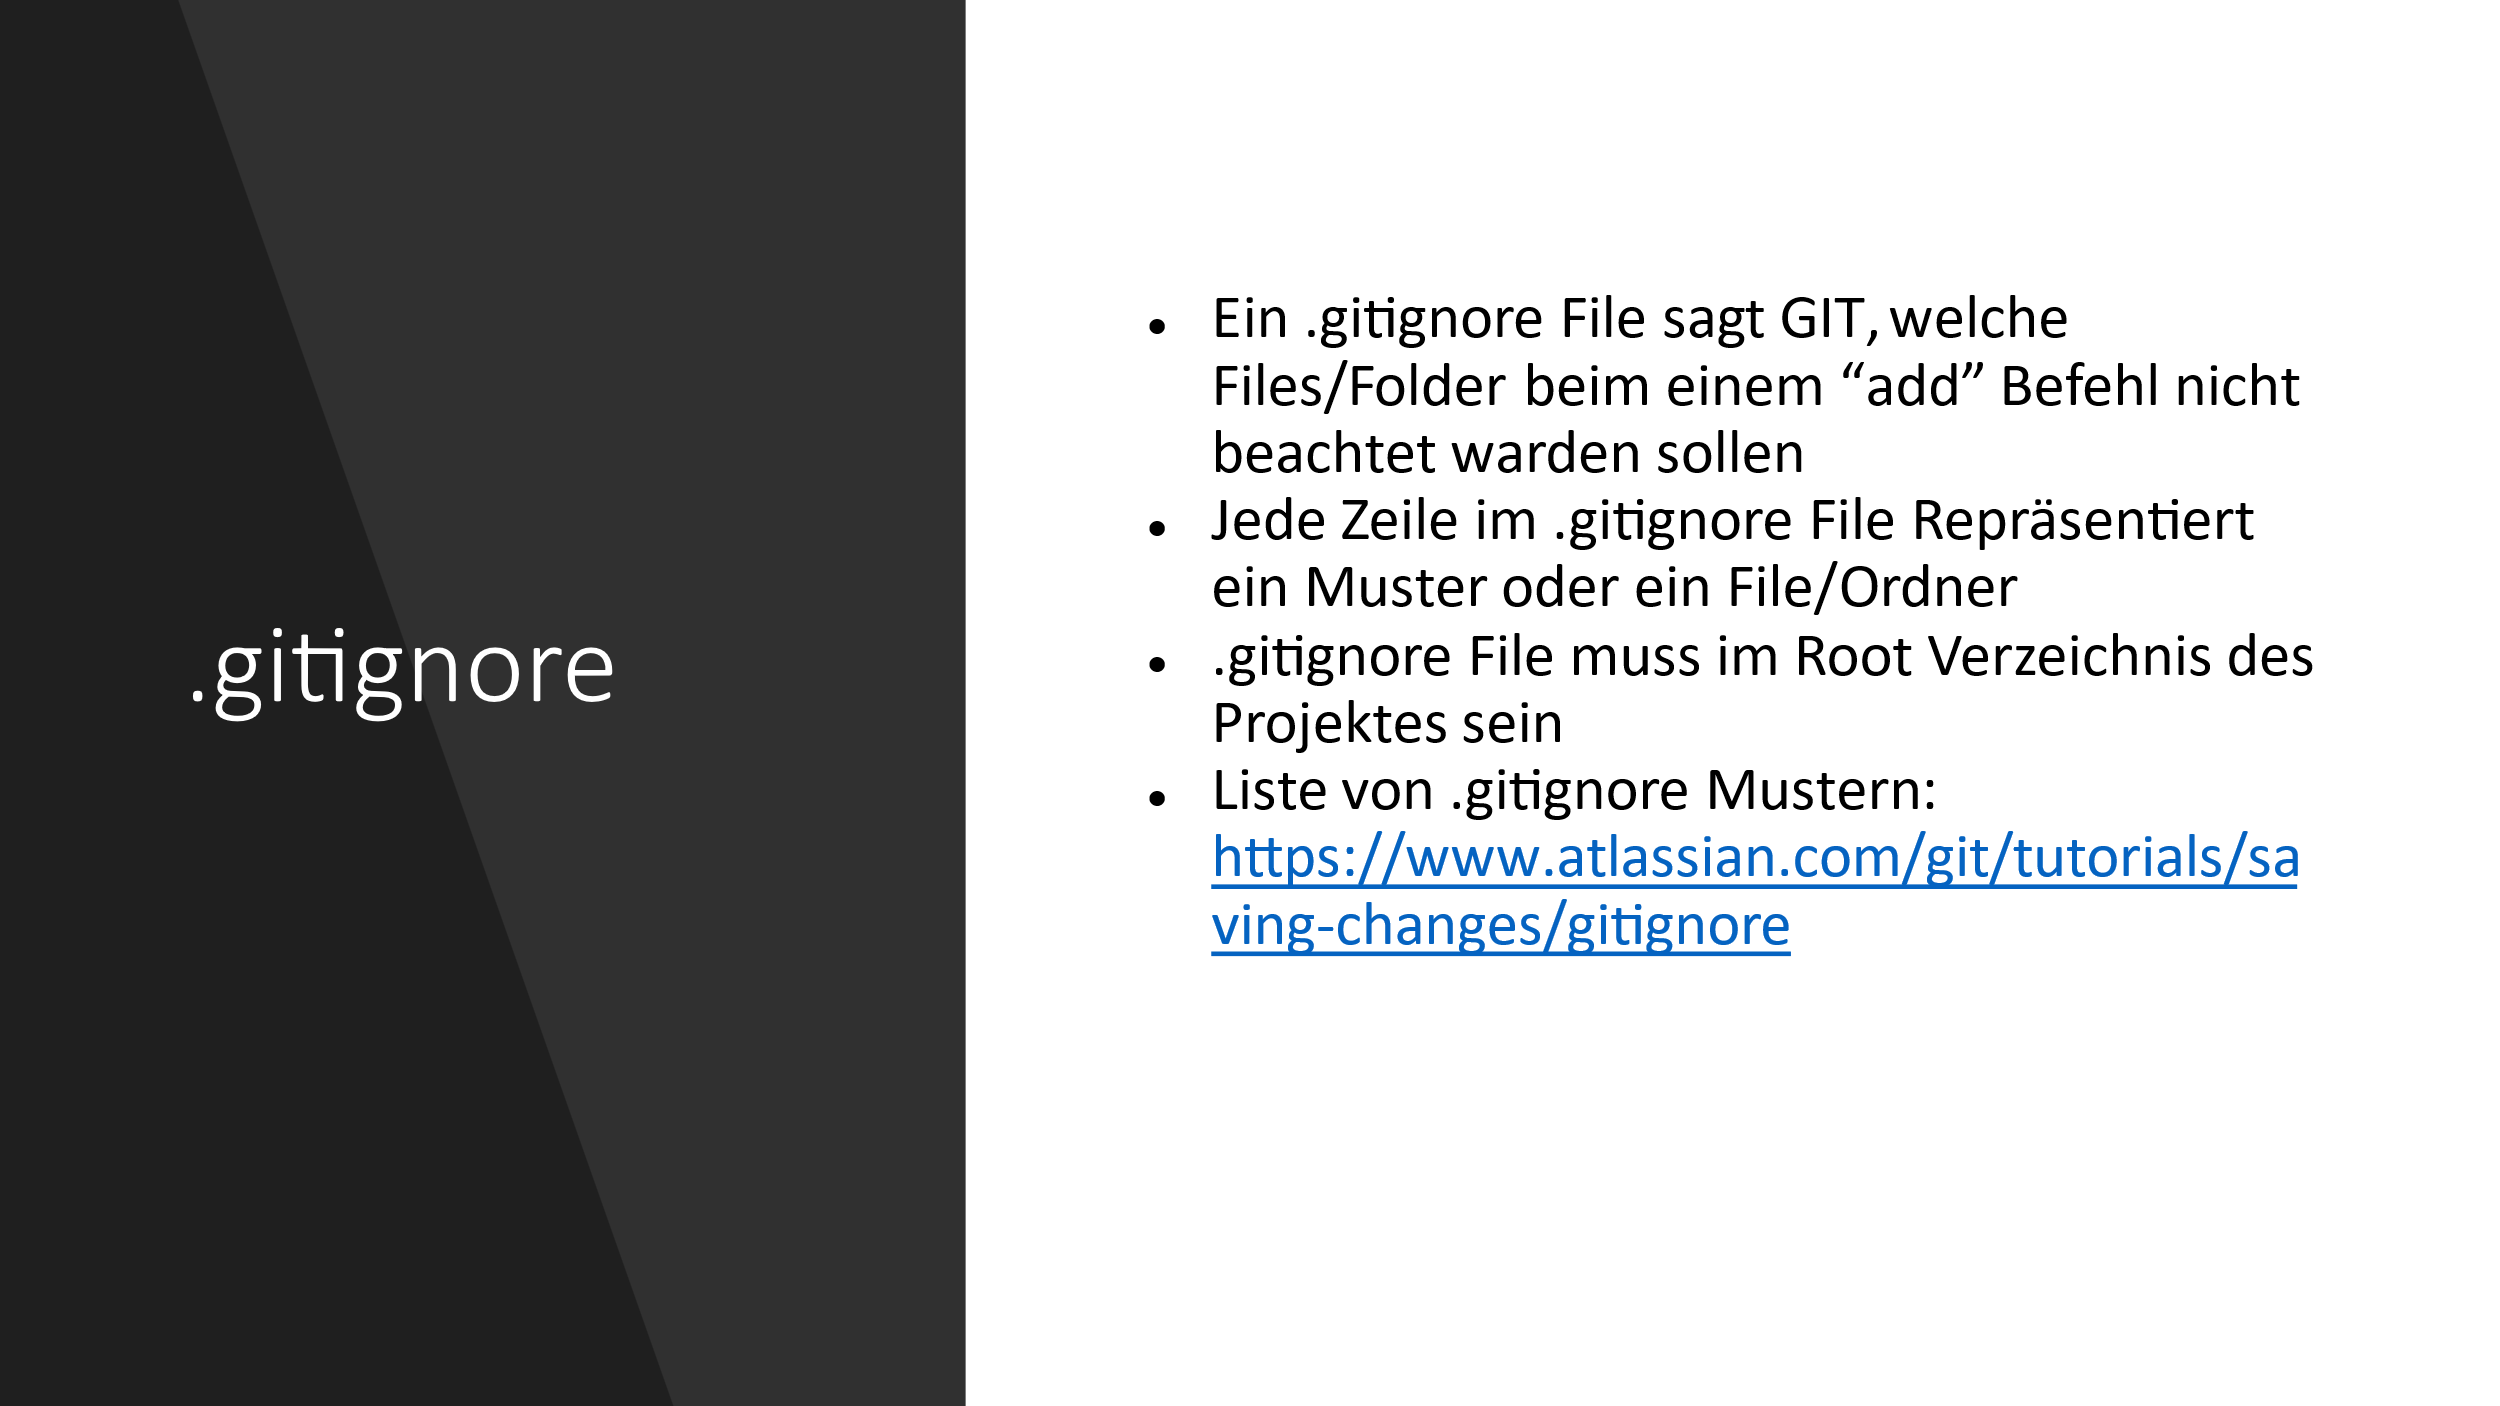 .gitignore
• Ein .gitignore File sagt GIT, welche
Files/Folder beim einem “add” Befehl nicht
beachtet warden sollen
• Jede Zeile im .gitignore File Repräsentiert
ein Muster oder ein File/Ordner
• .gitignore File muss im Root Verzeichnis des
Projektes sein
• Liste von .gitignore Mustern:
https://www.atlassian.com/git/tutorials/sa
ving-changes/gitignore